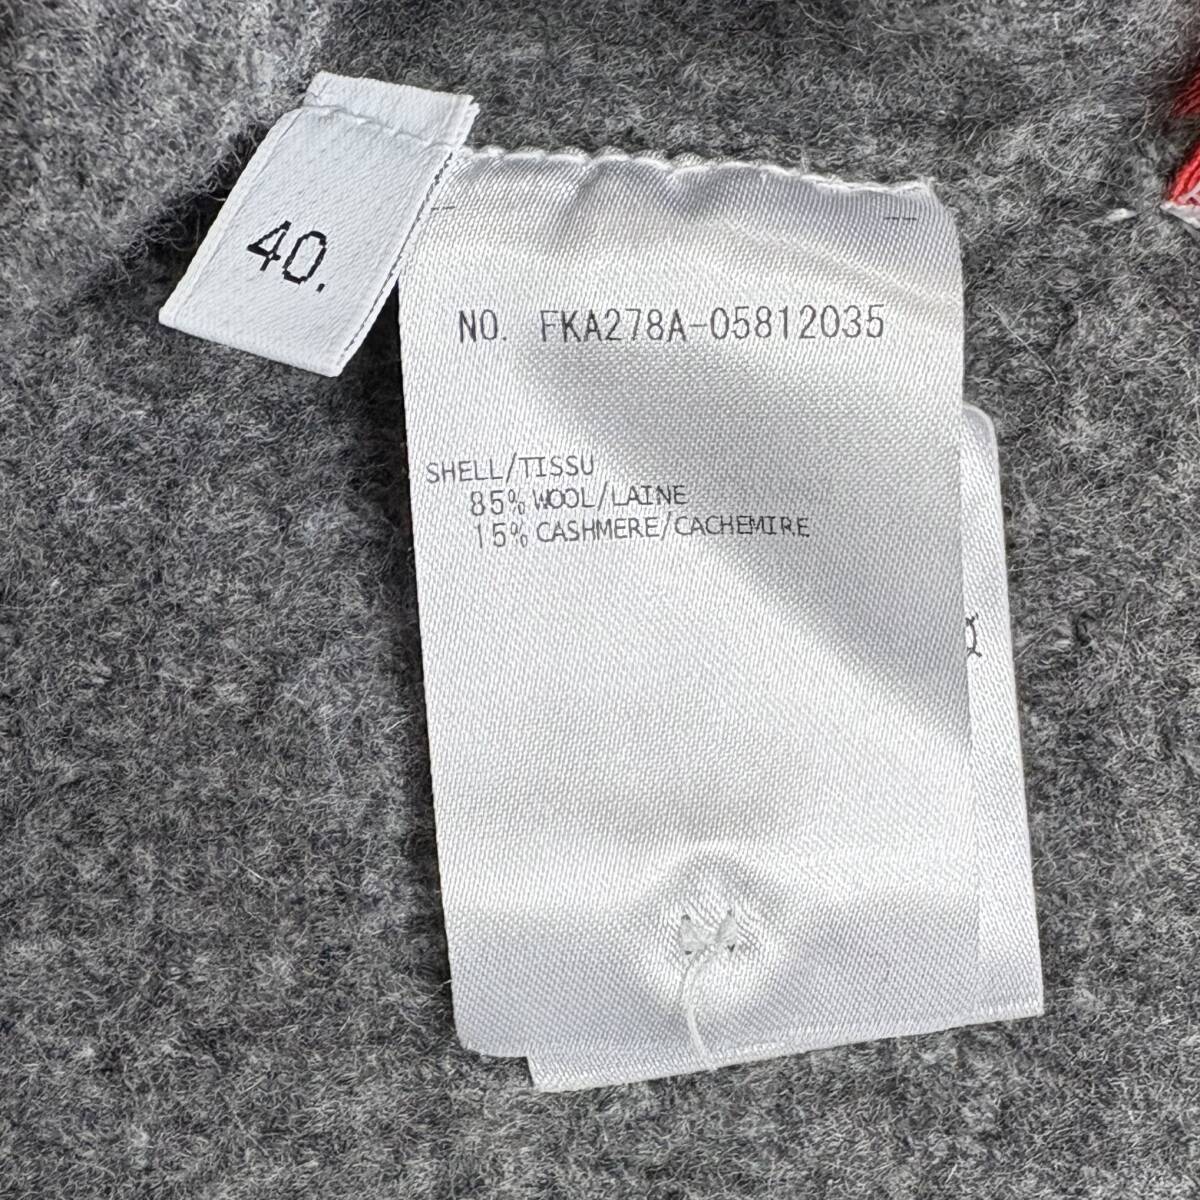 40.
NO. FKA278A-05812035
SHELL/TISSU
85% WOOL/LAINE
15% CASHMERE/CACHEMIRE